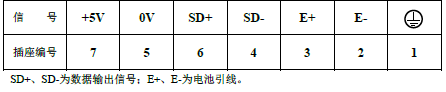 信 号 +5V 0V SD+ SD- E+ E-
插座编号 7 5 6 4 3 2 1
SD+、SD-为数据输出信号；E+、E-为电池引线。